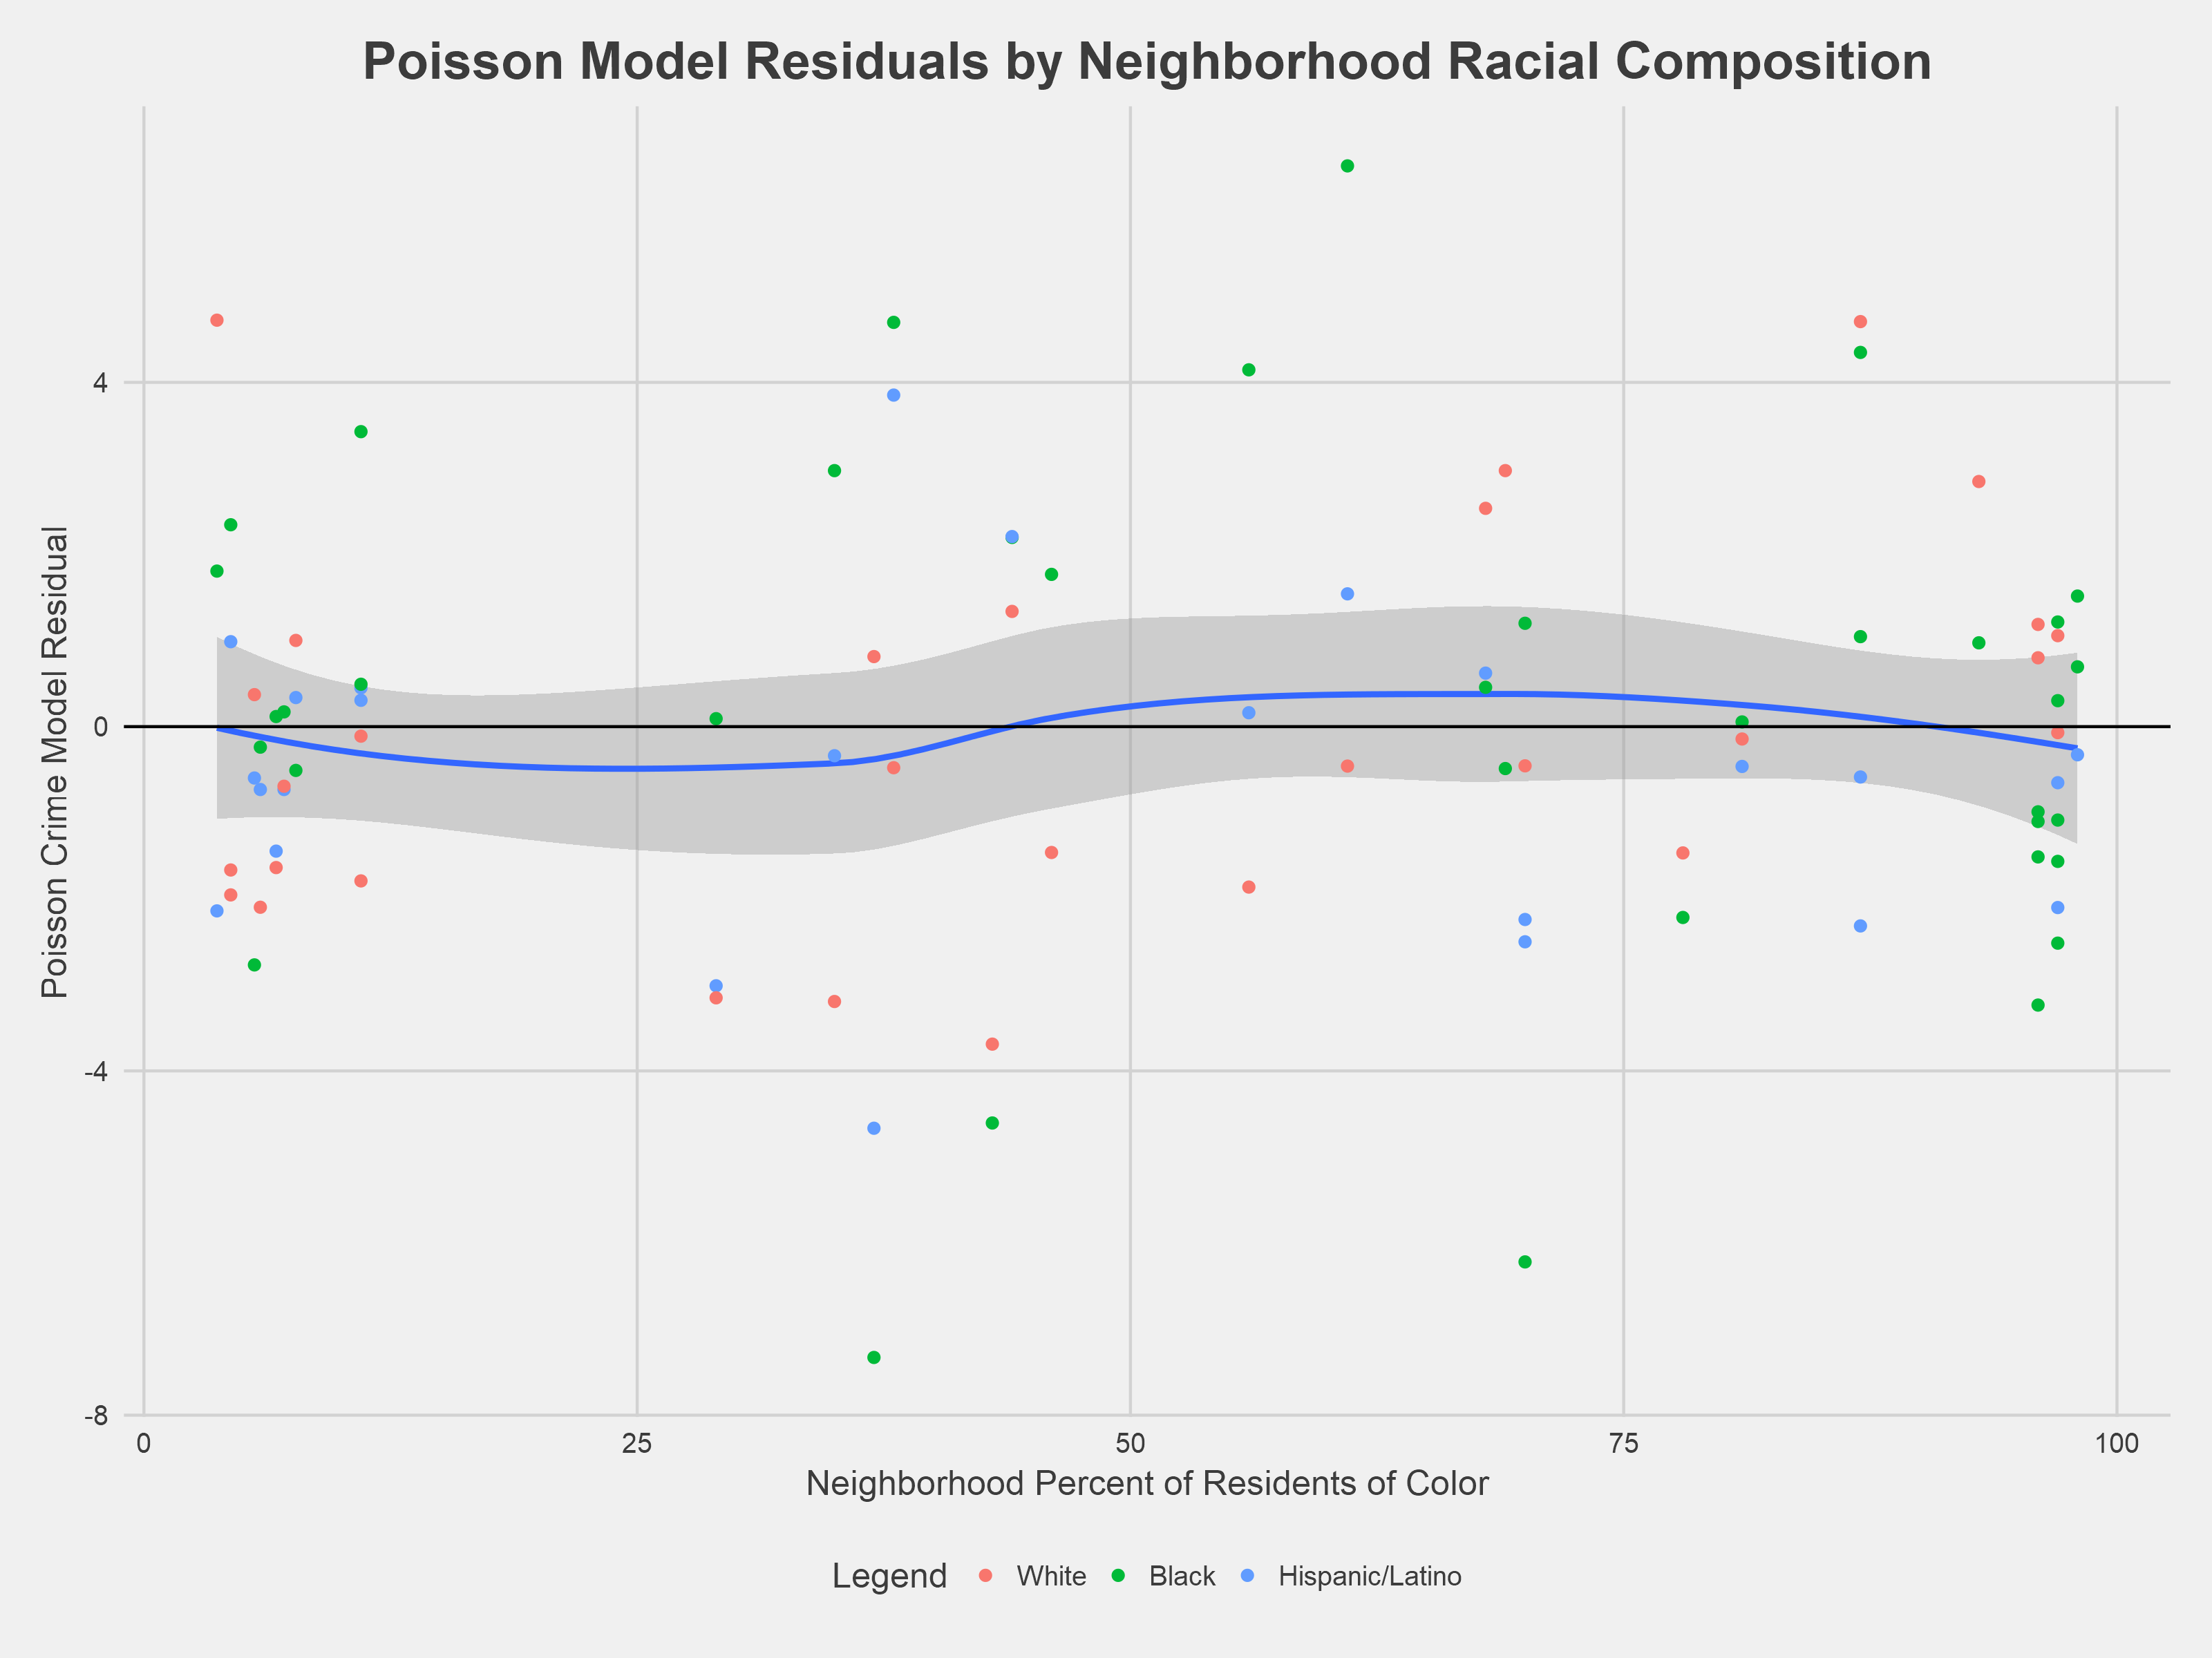 Poisson Model Residuals by Neighborhood Racial Composition
Poisson Crime Model Residual
4
0
-4
-8
0 25 50 75 100
Neighborhood Percent of Residents of Color
Legend White Black Hispanic/Latino